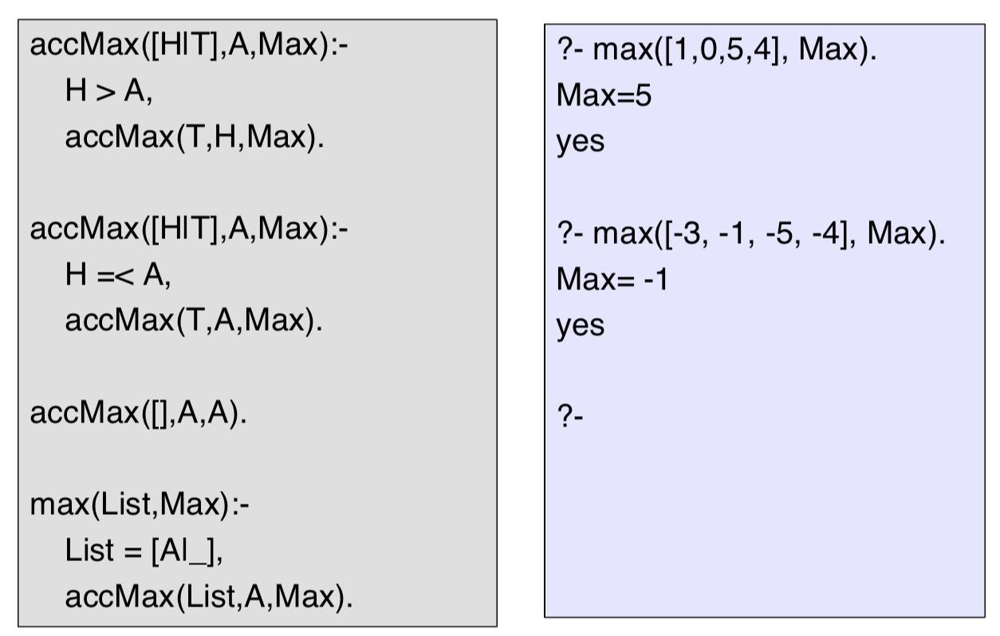 accMax([H|T],A,Max):-
H > A,
accMax(T,H,Max).
accMax([H|T],A,Max):-
H =< A,
accMax(T,A,Max).
accMax([],A,A).
max(List,Max):-
List = [A|_],
accMax(List,A,Max).
?- max([1,0,5,4], Max).
Max=5
yes
?- max([-3, -1, -5, -4], Max).
Max= -1
yes
?-